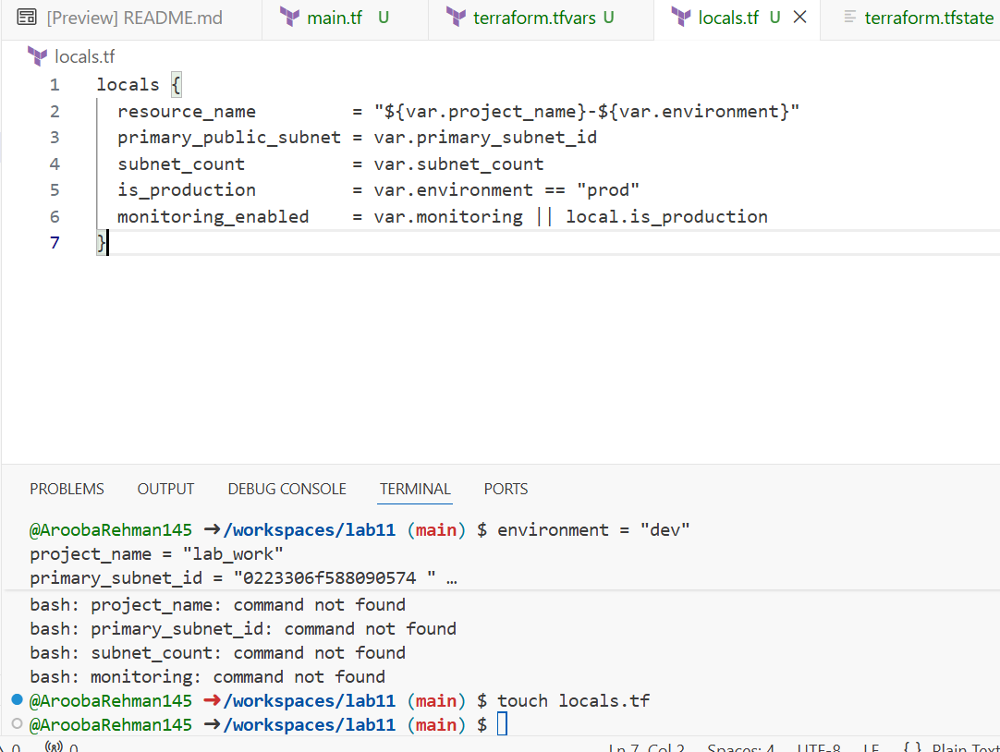 [Preview] README.md main.tf U terraform.tfvars U locals.tf U terraform.tfstate
locals.tf
1 locals {
2 resource_name = "${var.project_name}-${var.environment}"
3 primary_public_subnet = var.primary_subnet_id
4 subnet_count = var.subnet_count
5 is_production = var.environment == "prod"
6 monitoring_enabled = var.monitoring || local.is_production
7 }
PROBLEMS OUTPUT DEBUG CONSOLE TERMINAL PORTS
@AroobaRehman145 ➜/workspaces/lab11 (main) $ environment = "dev"
project_name = "lab_work"
primary_subnet_id = "0223306f588090574 " …
bash: project_name: command not found
bash: primary_subnet_id: command not found
bash: subnet_count: command not found
bash: monitoring: command not found
@AroobaRehman145 ➜/workspaces/lab11 (main) $ touch locals.tf
@AroobaRehman145 ➜/workspaces/lab11 (main) $
0 0 Ln 7, Col 2 Spaces: 4 UTF-8 LF { } Plain Text